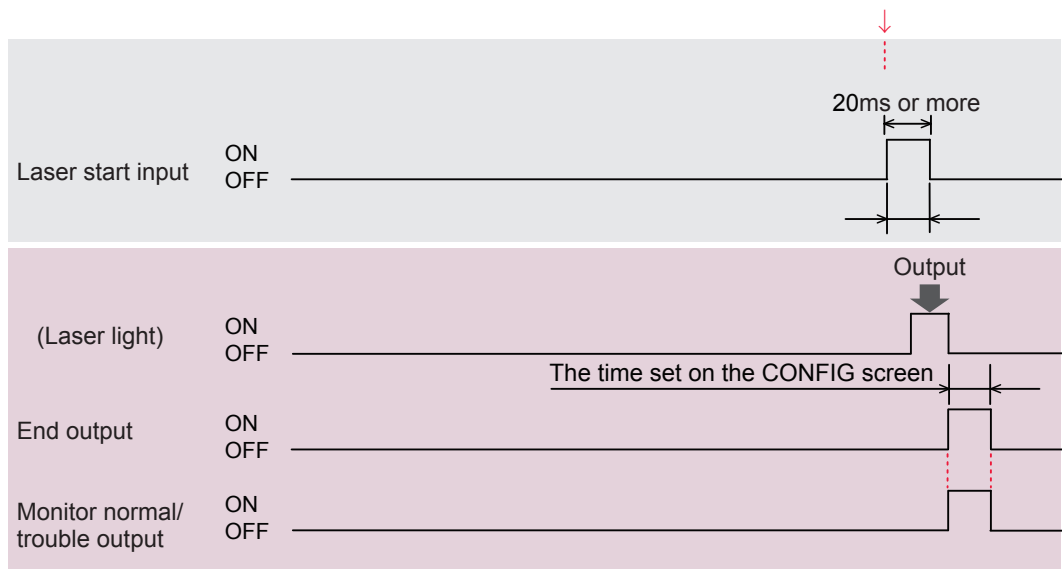 20ms or more
Laser start input
ON
OFF
Output
(Laser light)
ON
OFF
The time set on the CONFIG screen
End output
ON
OFF
Monitor normal/
trouble output
ON
OFF